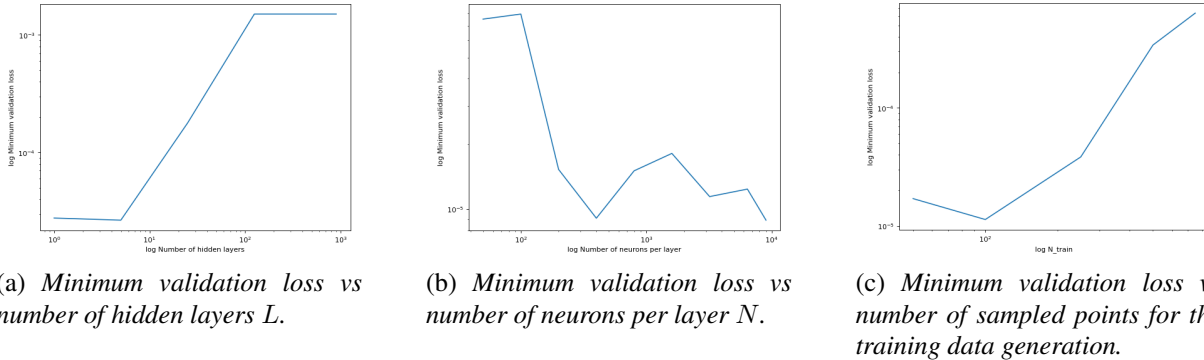 log Minimum validation loss
10⁻³
10⁻⁴
10⁰
10¹
10²
10³
log Number of hidden layers
log Minimum validation loss
10⁻⁵
10²
10³
10⁴
log Number of neurons per layer
log Minimum validation loss
10⁻⁴
10⁻⁵
10²
log N_train
(a) Minimum validation loss vs
number of hidden layers L.
(b) Minimum validation loss vs
number of neurons per layer N.
(c) Minimum validation loss
number of sampled points for
training data generation.